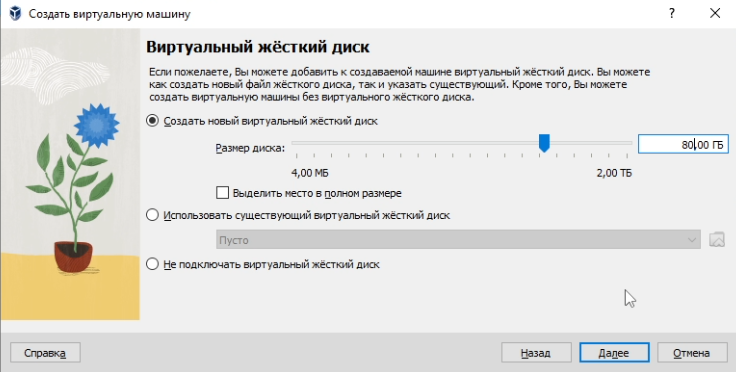 Создать виртуальную машину
Виртуальный жёсткий диск
Если пожелаете, Вы можете добавить к создаваемой машине виртуальный жёсткий диск. Вы можете
как создать новый файл жёсткого диска, так и указать существующий. Кроме того, Вы можете
создать виртуальную машины без виртуального жёсткого диска.
Создать новый виртуальный жёсткий диск
Размер диска:
80,00 ГБ
4,00 МБ
2,00 ТБ
Выделить место в полном размере
Использовать существующий виртуальный жёсткий диск
Пусто
Не подключать виртуальный жёсткий диск
Справка
Назад
Далее
Отмена